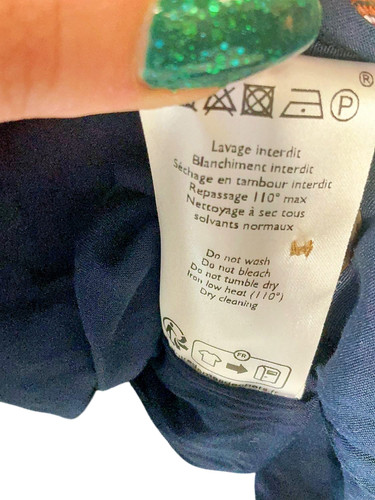 ®
P
Lavage interdit
Blanchiment interdit
Séchage en tambour interdit
Repassage 110° max
Nettoyage à sec tous
solvants normaux
Do not wash
Do not bleach
Do not tumble dry
Iron low heat (110°)
Dry cleaning
FR